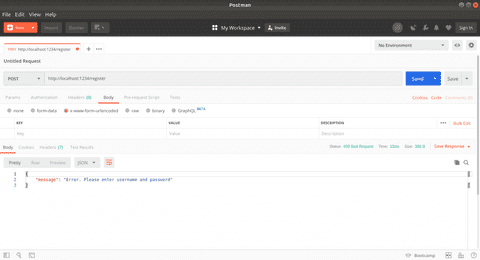 Postman
File Edit View Help
New Import Runner My Workspace Invite Sign In
POST http://localhost:1234/register No Environment
Untitled Request
POST http://localhost:1234/register Send Save
Params Authorization Headers Body Pre-request Script Tests Cookies Code Comments (0)
none form-data x-www-form-urlencoded raw binary GraphQL BETA
KEY VALUE DESCRIPTION Bulk Edit
Key Value Description
Body Cookies Headers Test Results Status: 400 Bad Request Time: Size: Save Response
Pretty Raw Preview JSON
1 {
2 "message": "Error. Please enter username and password"
3 }
Bootcamp